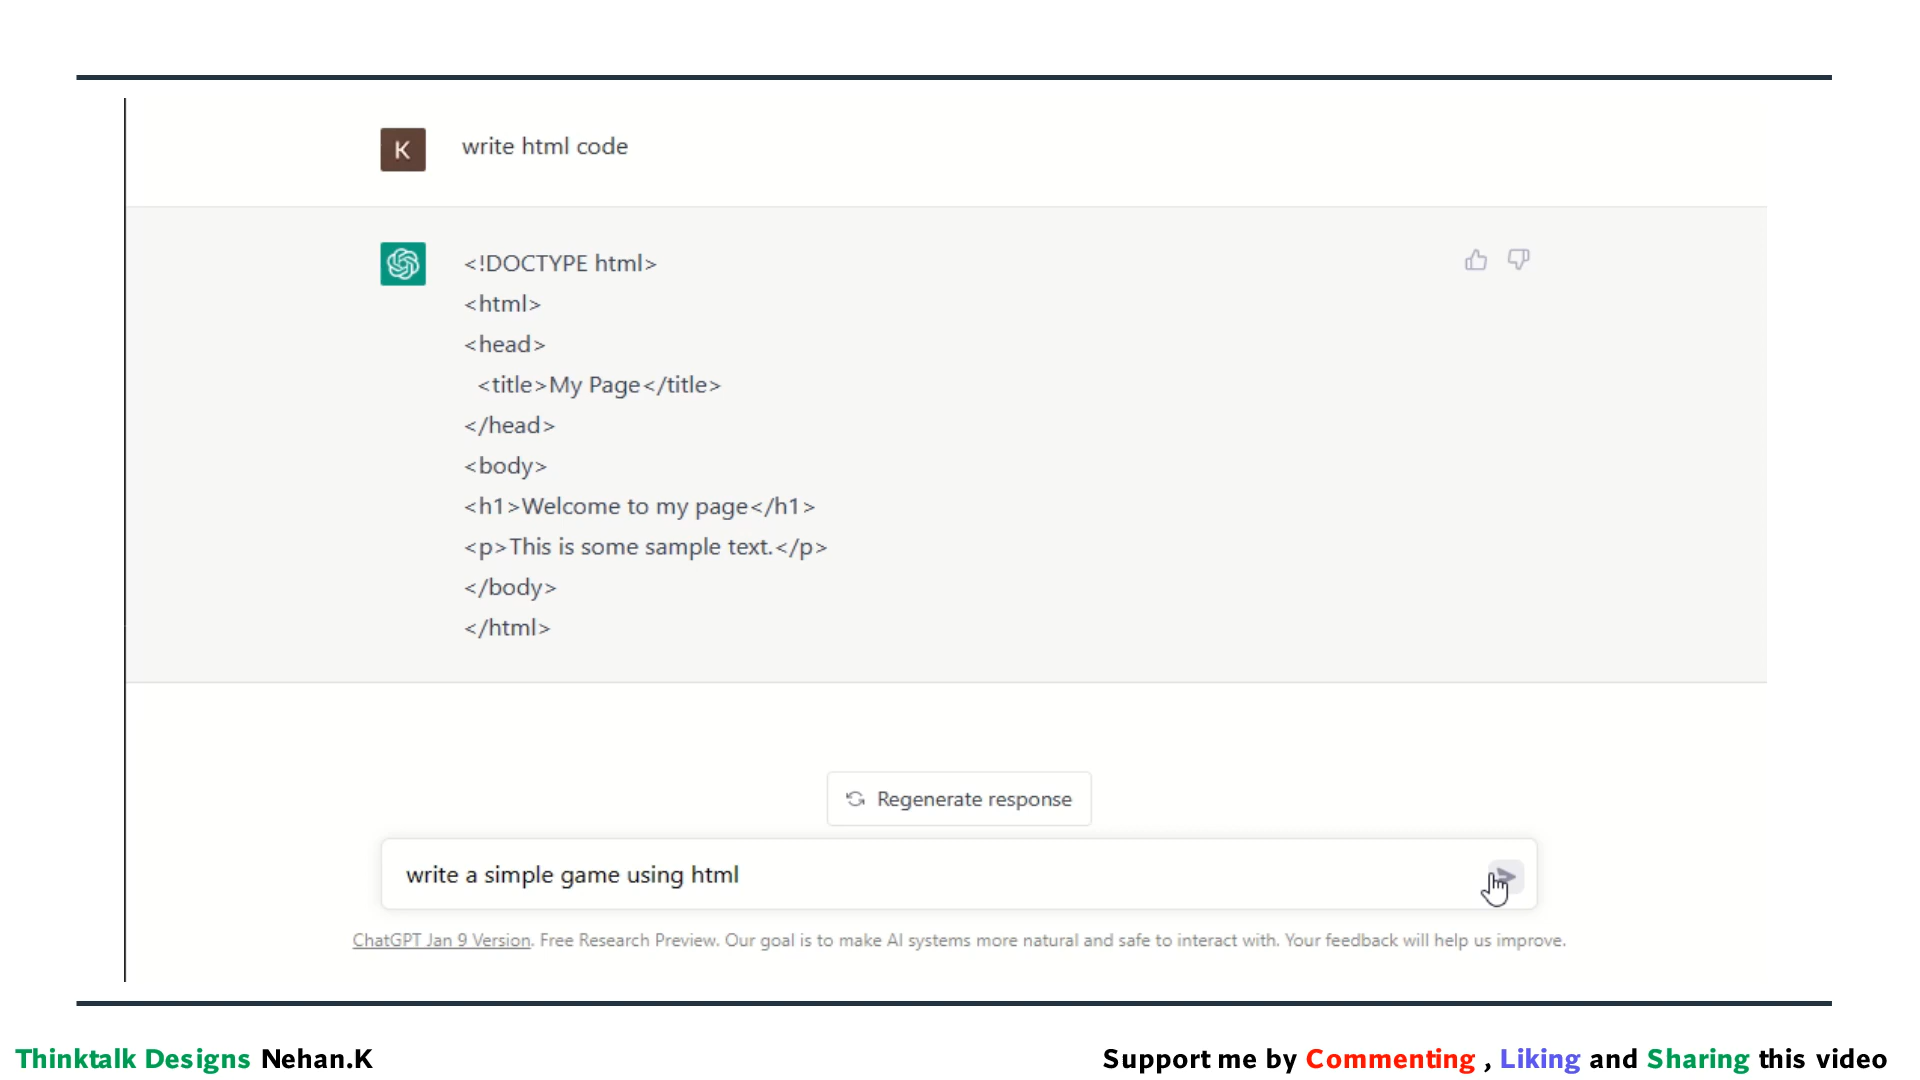 K
write html code
<!DOCTYPE html>
<html>
<head>
<title>My Page</title>
</head>
<body>
<h1>Welcome to my page</h1>
<p>This is some sample text.</p>
</body>
</html>
Regenerate response
write a simple game using html
ChatGPT Jan 9 Version. Free Research Preview. Our goal is to make AI systems more natural and safe to interact with. Your feedback will help us improve.
Thinktalk Designs Nehan.K
Support me by Commenting , Liking and Sharing this video